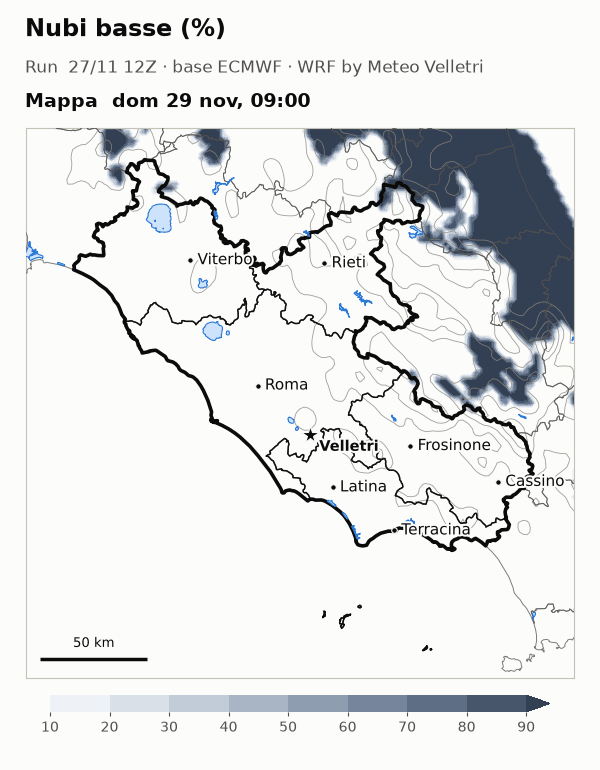 Nubi basse (%)
Run 27/11 12Z · base ECMWF · WRF by Meteo Velletri
Mappa dom 29 nov, 09:00
Viterbo
Rieti
Roma
Velletri
Frosinone
Latina
Cassino
Terracina
50 km
10 20 30 40 50 60 70 80 90